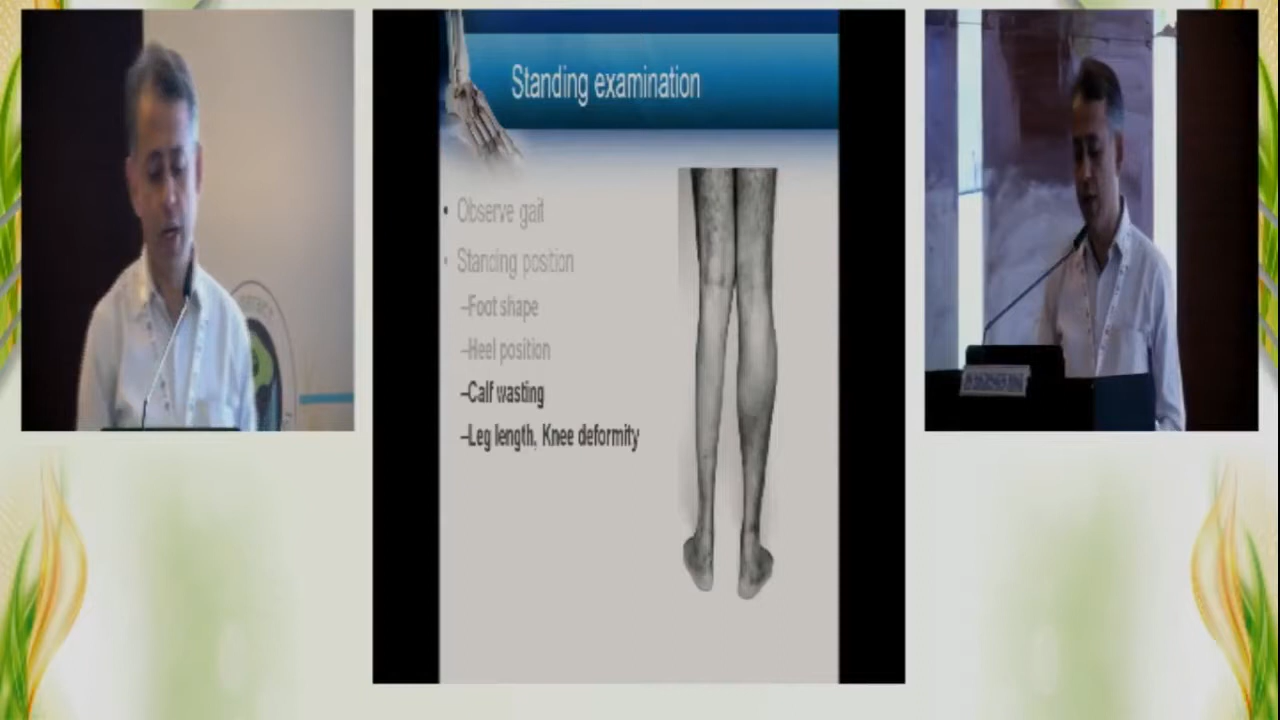 Standing examination
• Observe gait
• Standing position
–Foot shape
–Heel position
–Calf wasting
–Leg length, Knee deformity